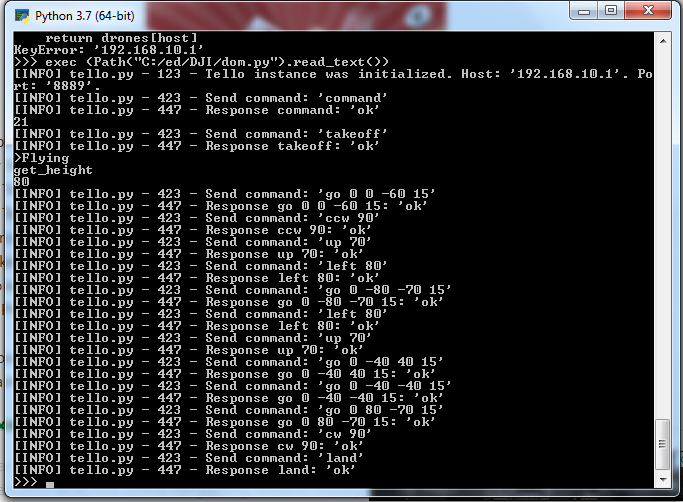 Python 3.7 (64-bit)
return drones[host]
KeyError: '192.168.10.1'
>>> exec (Path("C:/ed/DJI/dom.py").read_text())
[INFO] tello.py - 123 - Tello instance was initialized. Host: '192.168.10.1'. Po
rt: '8889'.
[INFO] tello.py - 423 - Send command: 'command'
[INFO] tello.py - 447 - Response command: 'ok'
21
[INFO] tello.py - 423 - Send command: 'takeoff'
[INFO] tello.py - 447 - Response takeoff: 'ok'
>Flying
get_height
80
[INFO] tello.py - 423 - Send command: 'go 0 0 -60 15'
[INFO] tello.py - 447 - Response go 0 0 -60 15: 'ok'
[INFO] tello.py - 423 - Send command: 'ccw 90'
[INFO] tello.py - 447 - Response ccw 90: 'ok'
[INFO] tello.py - 423 - Send command: 'up 70'
[INFO] tello.py - 447 - Response up 70: 'ok'
[INFO] tello.py - 423 - Send command: 'left 80'
[INFO] tello.py - 447 - Response left 80: 'ok'
[INFO] tello.py - 423 - Send command: 'go 0 -80 -70 15'
[INFO] tello.py - 447 - Response go 0 -80 -70 15: 'ok'
[INFO] tello.py - 423 - Send command: 'left 80'
[INFO] tello.py - 447 - Response left 80: 'ok'
[INFO] tello.py - 423 - Send command: 'up 70'
[INFO] tello.py - 447 - Response up 70: 'ok'
[INFO] tello.py - 423 - Send command: 'go 0 -40 40 15'
[INFO] tello.py - 447 - Response go 0 -40 40 15: 'ok'
[INFO] tello.py - 423 - Send command: 'go 0 -40 -40 15'
[INFO] tello.py - 447 - Response go 0 -40 -40 15: 'ok'
[INFO] tello.py - 423 - Send command: 'go 0 80 -70 15'
[INFO] tello.py - 447 - Response go 0 80 -70 15: 'ok'
[INFO] tello.py - 423 - Send command: 'cw 90'
[INFO] tello.py - 447 - Response cw 90: 'ok'
[INFO] tello.py - 423 - Send command: 'land'
[INFO] tello.py - 447 - Response land: 'ok'
>>>